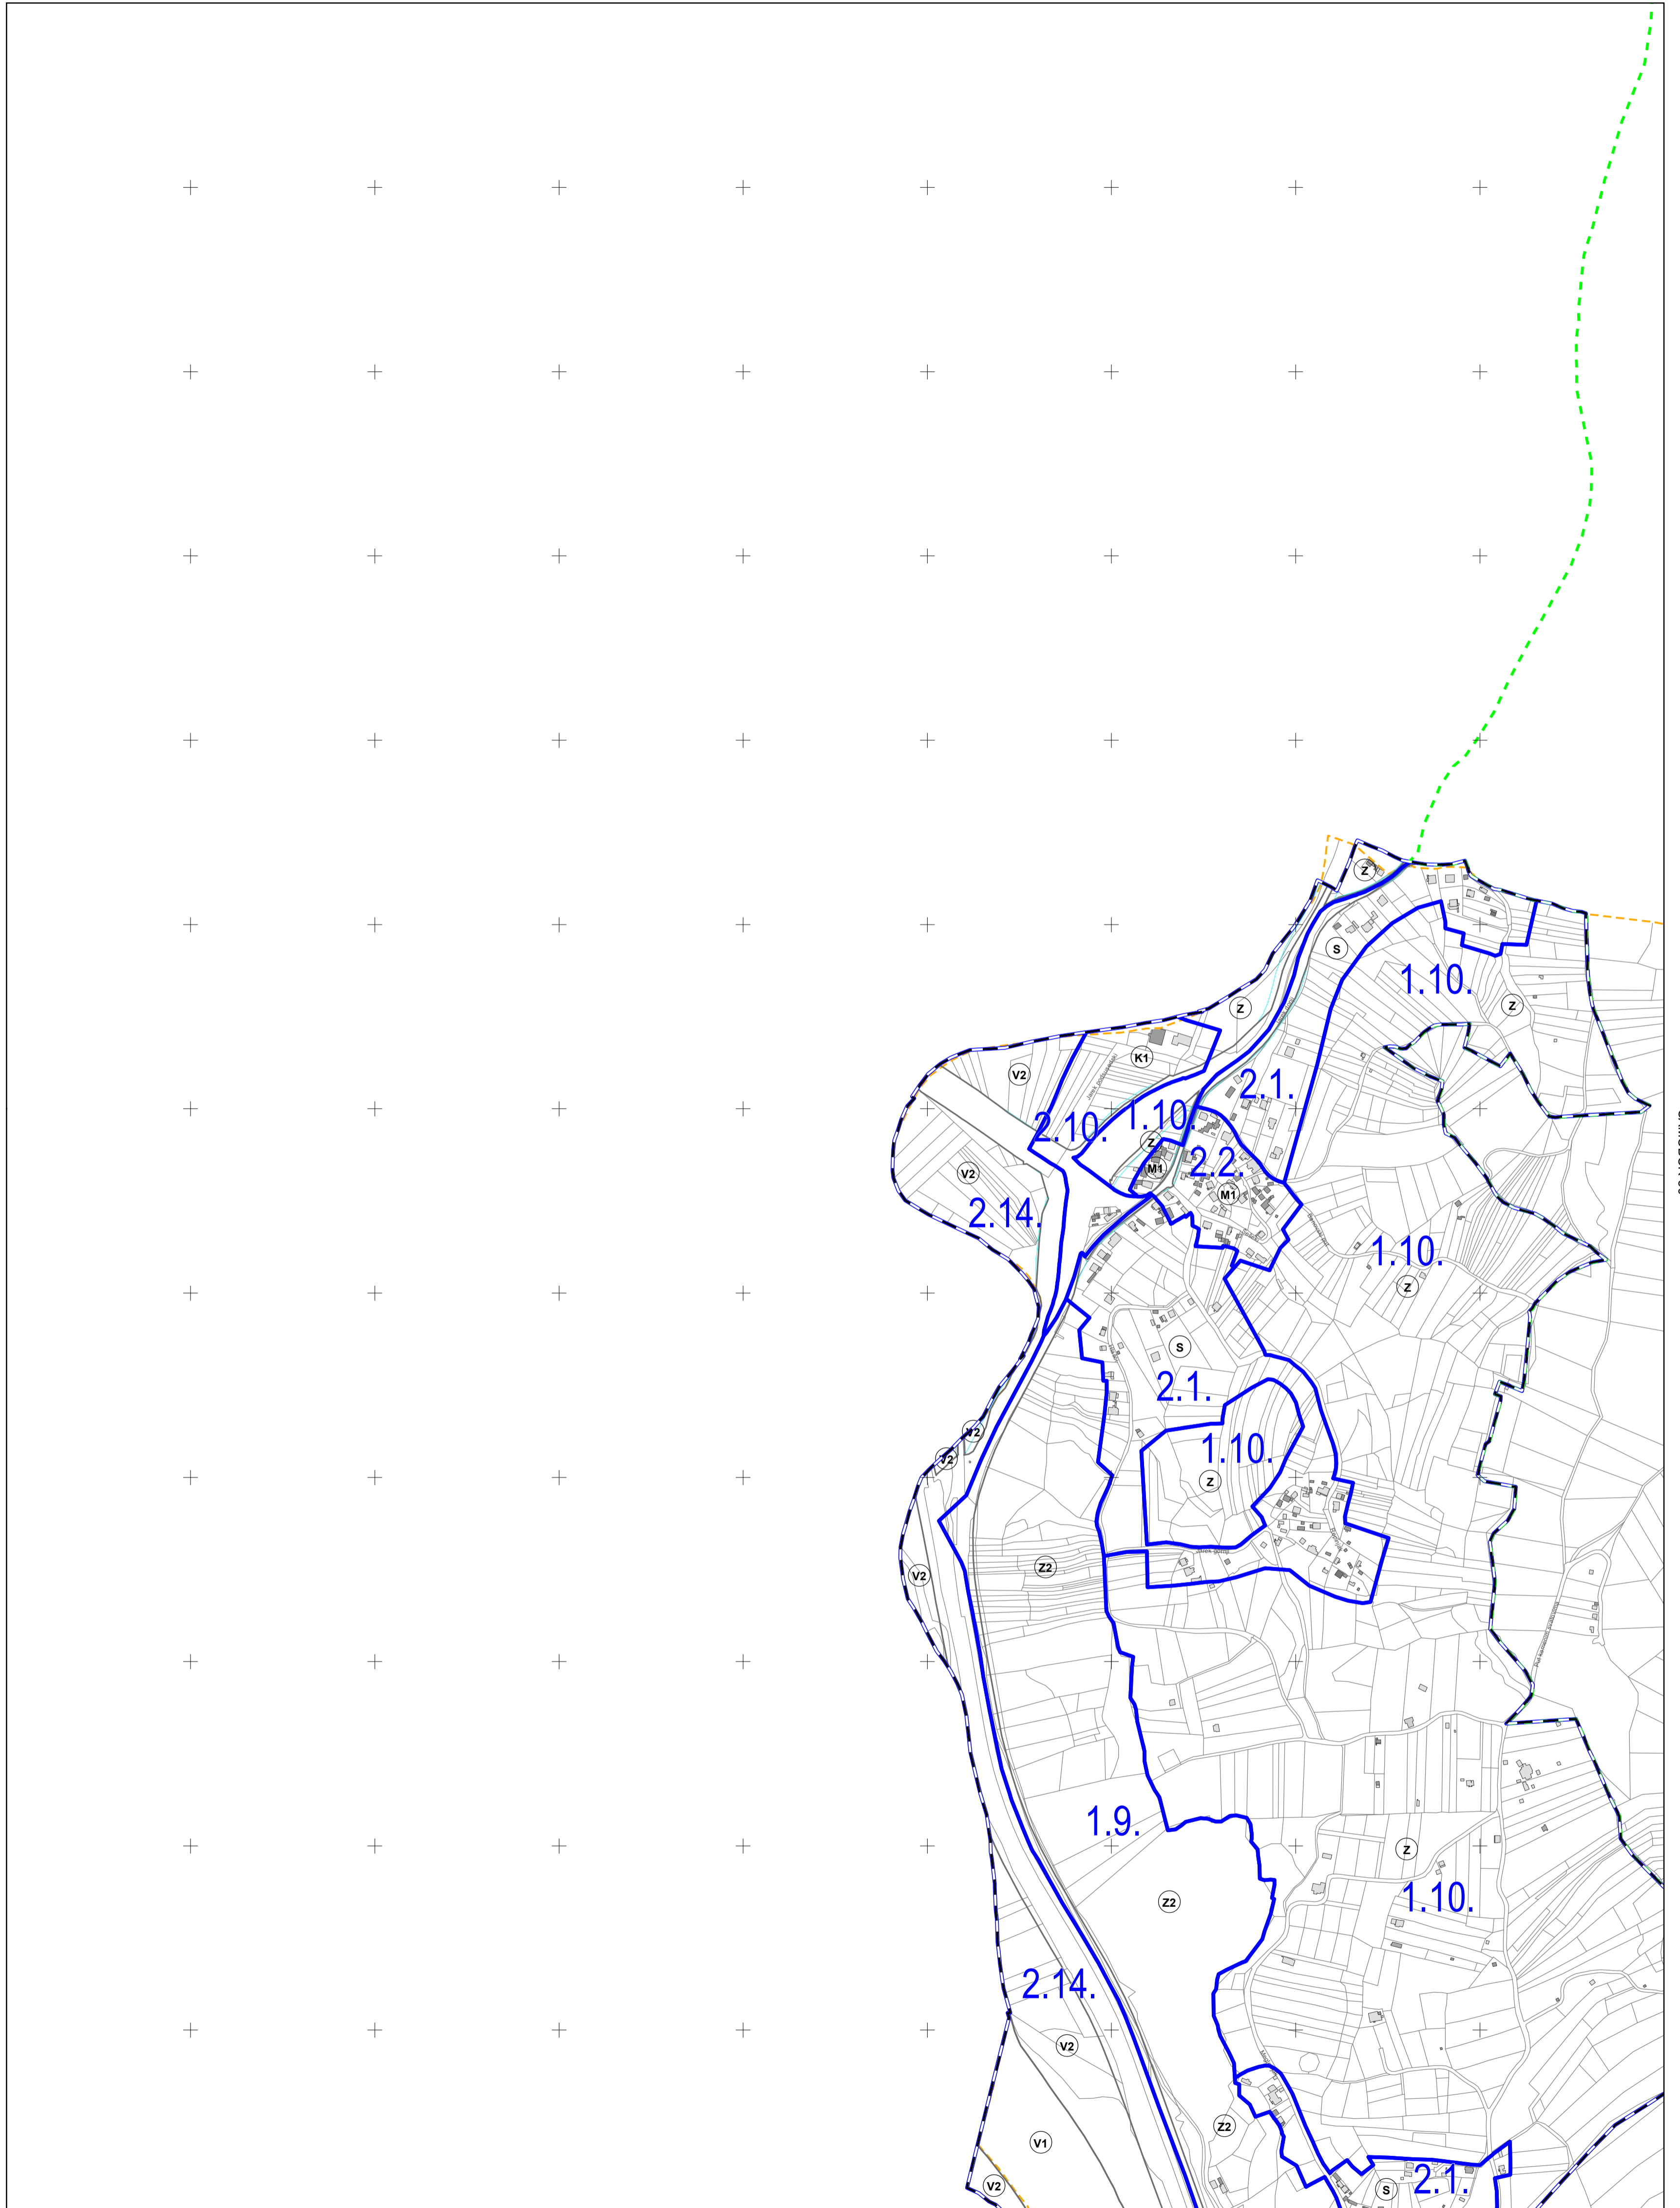 Z
S
1.10.
Z
Z
K1
V2
Jarek podsusedski
2.1.
1.10.
2.10.
Z
M1
2.2.
V2
M1
2.14.
1.10.
Z
S
2.1.
1.10.
V2
Z
V2
Z2
V2
1.9.
Z
1.10.
Z2
2.14.
V2
Z2
V1
2.1.
V2
S